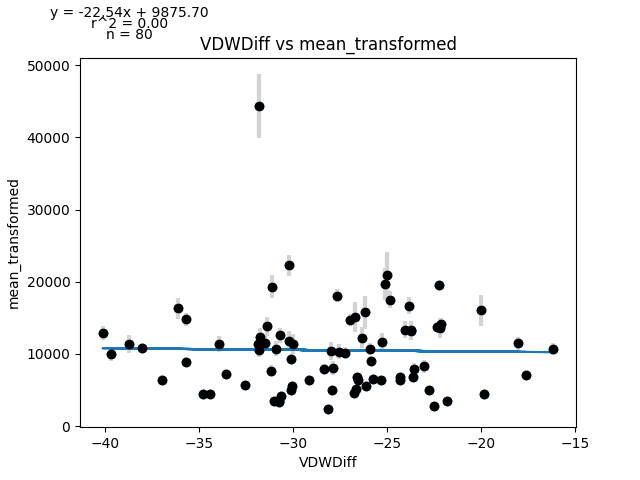 y = -22.54x + 9875.70
r^2 = 0.00
n = 80
VDWDiff vs mean_transformed
50000
40000
30000
20000
10000
0
mean_transformed
−40
−35
−30
−25
−20
−15
VDWDiff